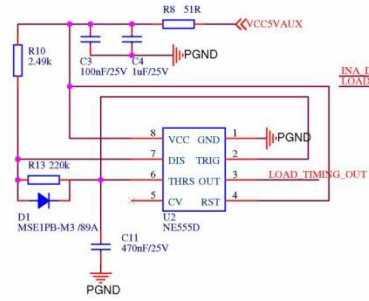 R8 51R
VCC5VAUX
R10
2.49k
C3
100nF/25V
C4
1uF/25V
PGND
INA_
LOAD
8 VCC GND 1
PGND
7 DIS TRIG 2
R13 220k
6 THRS OUT 3
LOAD_TIMING_OUT
5 CV RST 4
D1
MSE1PB-M3 /89A
U2
NE555D
C11
470nF/25V
PGND